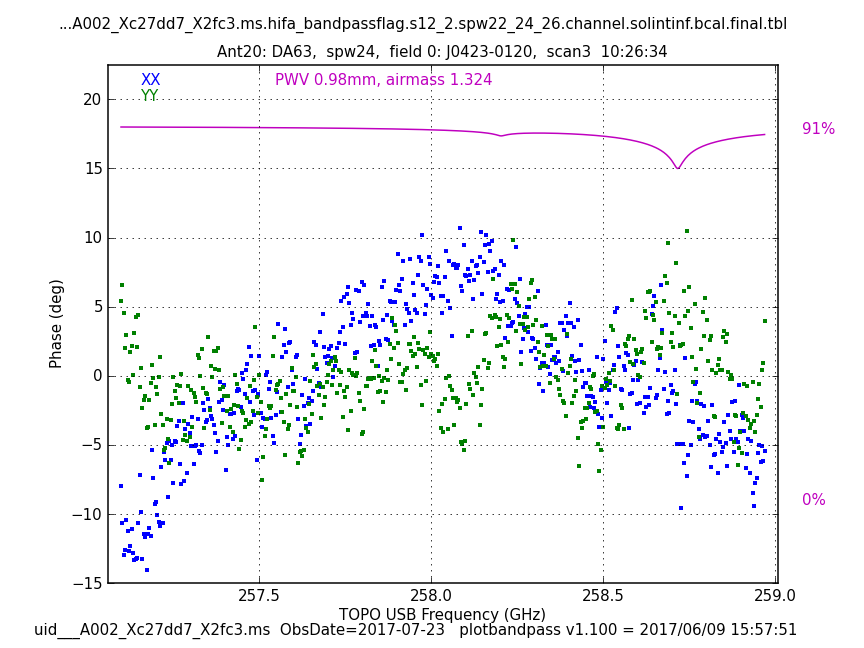 ...A002_Xc27dd7_X2fc3.ms.hifa_bandpassflag.s12_2.spw22_24_26.channel.solintinf.bcal.final.tbl
Ant20: DA63,  spw24,  field 0: J0423-0120,  scan3  10:26:34
XX
PWV 0.98mm, airmass 1.324
YY
20
91%
15
10
5
Phase (deg)
0
−5
0%
−10
−15
257.5 258.0 258.5 259.0
TOPO USB Frequency (GHz)
uid___A002_Xc27dd7_X2fc3.ms  ObsDate=2017-07-23   plotbandpass v1.100 = 2017/06/09 15:57:51